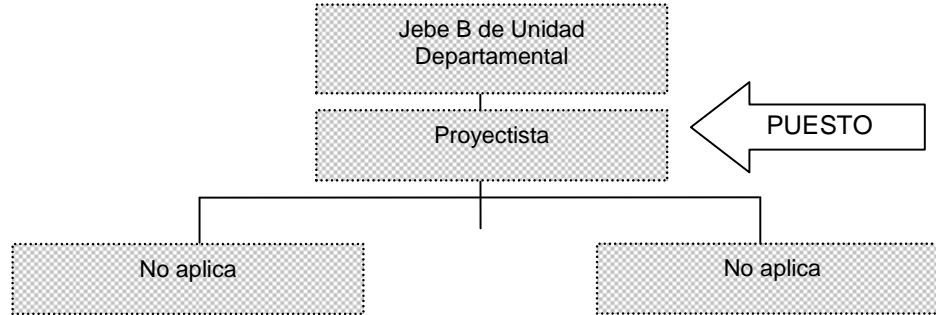 Jebe B de Unidad
Departamental
Proyectista
PUESTO
No aplica
No aplica